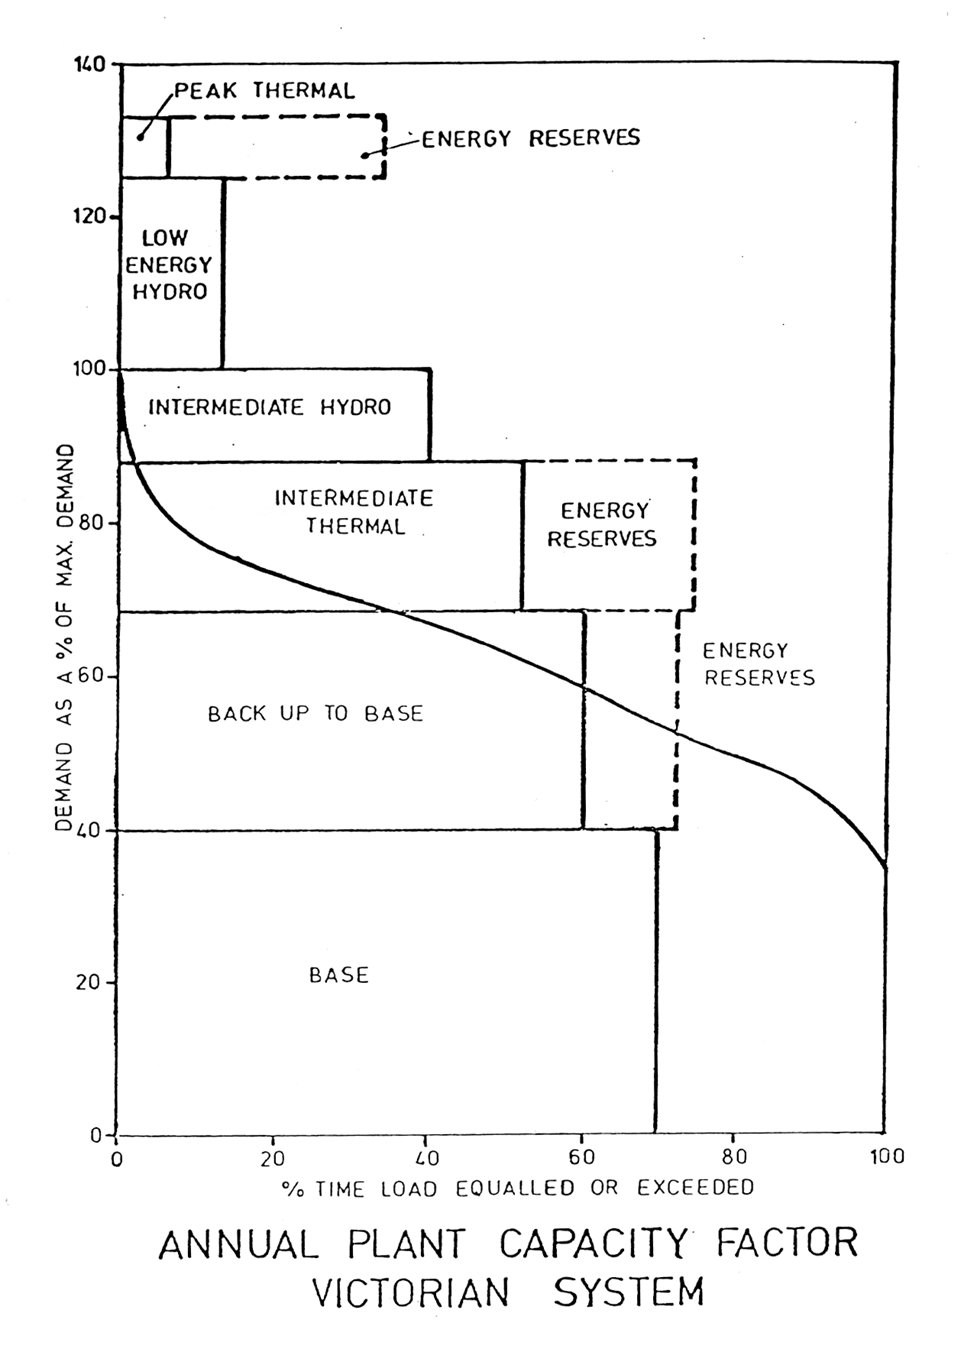 140
PEAK THERMAL
ENERGY RESERVES
120
LOW
ENERGY
HYDRO
100
INTERMEDIATE HYDRO
INTERMEDIATE
THERMAL
ENERGY
RESERVES
80
DEMAND AS A % OF MAX. DEMAND
ENERGY
RESERVES
60
BACK UP TO BASE
40
BASE
20
0
0 20 40 60 80 100
% TIME LOAD EQUALLED OR EXCEEDED
ANNUAL PLANT CAPACITY FACTOR
VICTORIAN SYSTEM